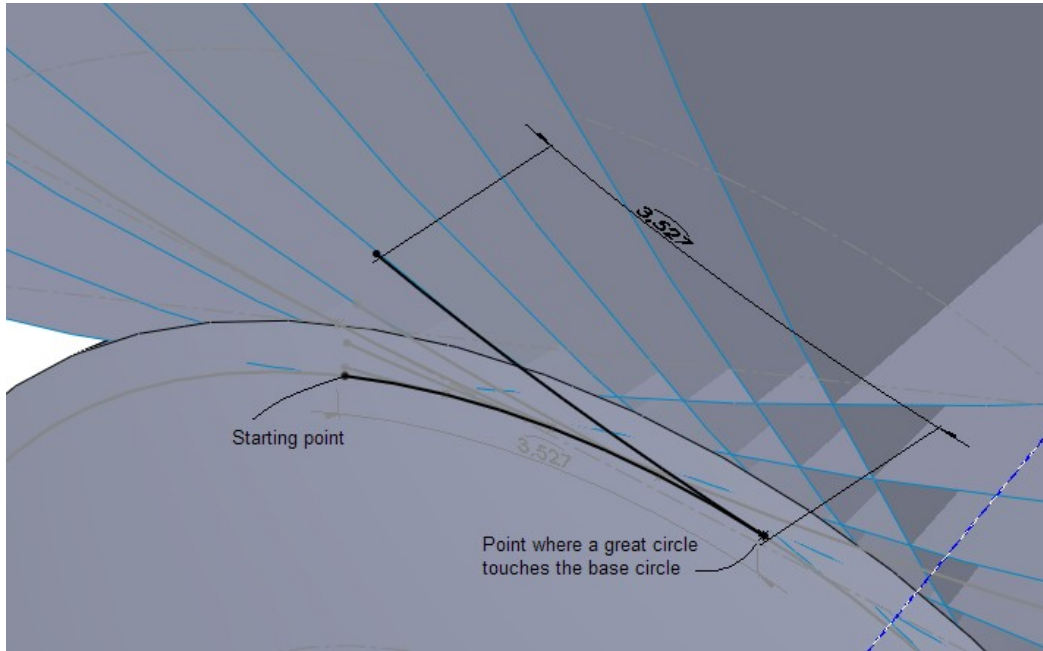 3,527
Starting point
3,527
Point where a great circle
touches the base circle